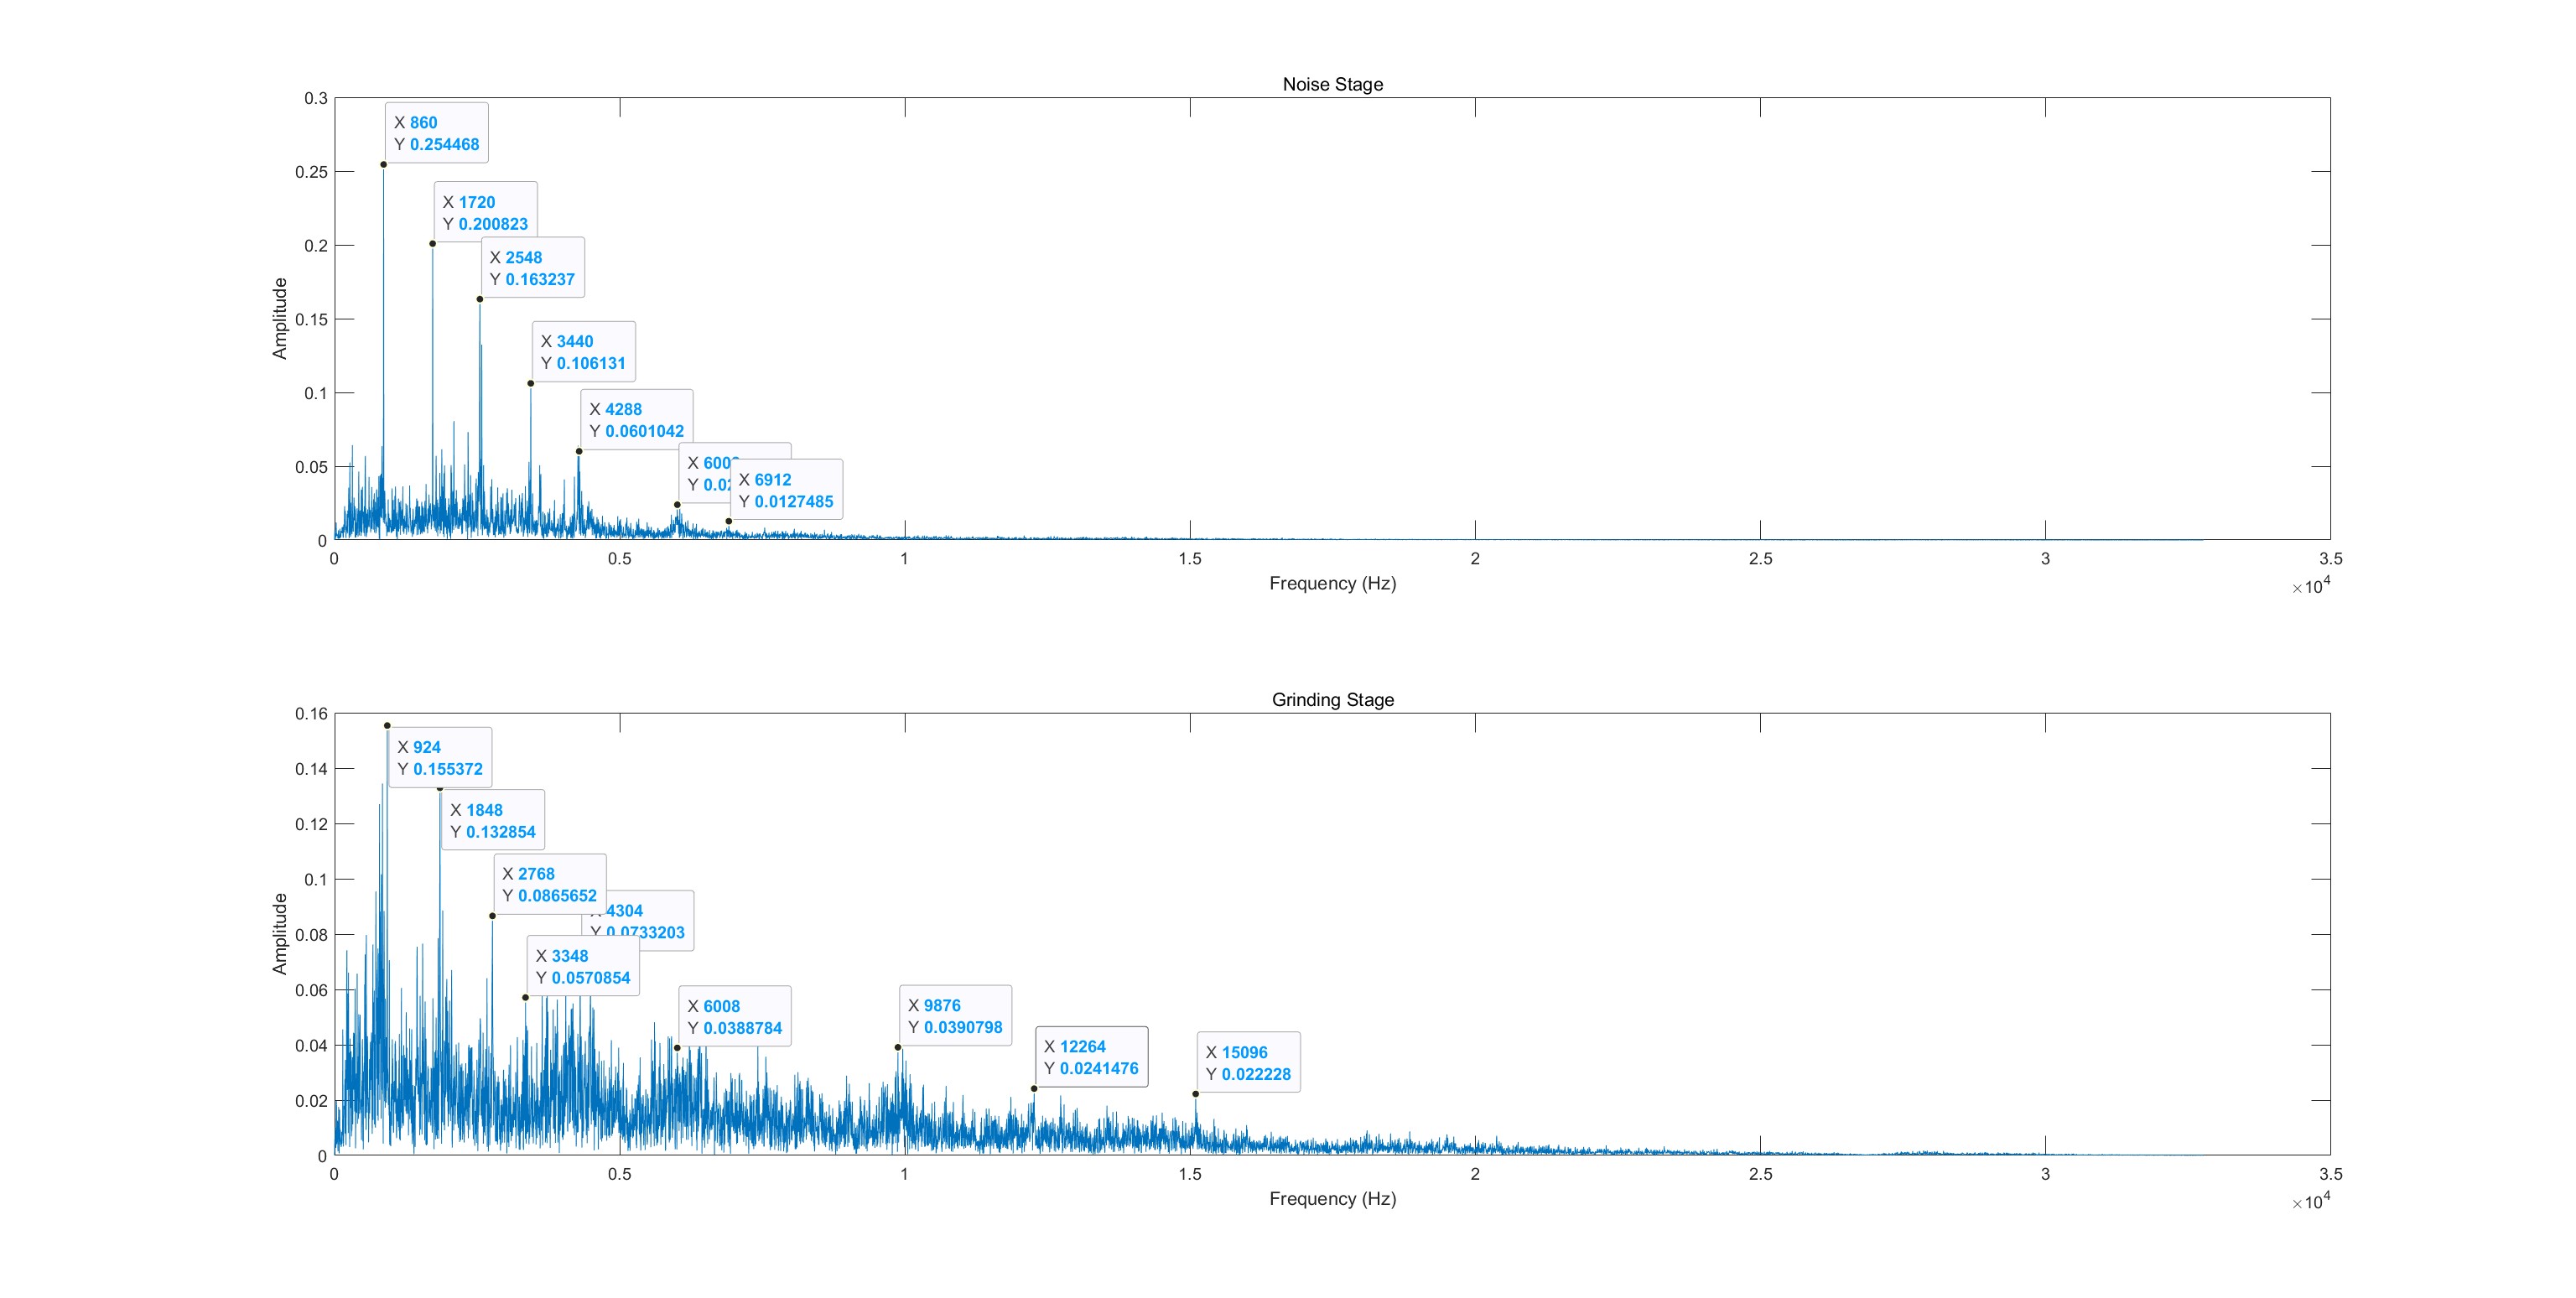 Noise Stage
0.3
0.25
0.2
0.15
0.1
0.05
0
Amplitude
X 860
Y 0.254468
X 1720
Y 0.200823
X 2548
Y 0.163237
X 3440
Y 0.106131
X 4288
Y 0.0601042
X 6912
Y 0.0127485
0 0.5 1 1.5 2 2.5 3 3.5
Frequency (Hz)
×10⁴
Grinding Stage
0.16
0.14
0.12
0.1
0.08
0.06
0.04
0.02
0
Amplitude
X 924
Y 0.155372
X 1848
Y 0.132854
X 2768
Y 0.0865652
4304
Y 0.0733203
X 3348
Y 0.0570854
X 6008
Y 0.0388784
X 9876
Y 0.0390798
X 12264
Y 0.0241476
X 15096
Y 0.022228
0 0.5 1 1.5 2 2.5 3 3.5
Frequency (Hz)
×10⁴